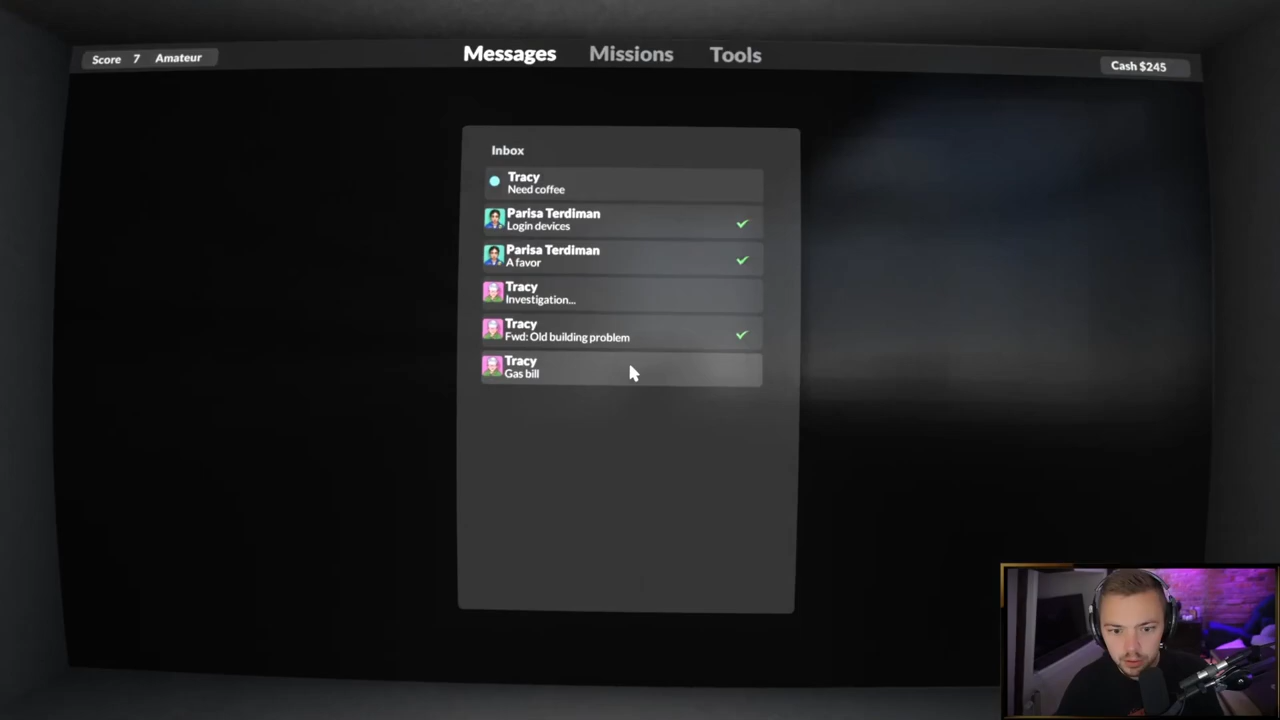 Score 7 Amateur
Messages Missions Tools
Cash $245
Inbox
Tracy
Need coffee
Parisa Terdiman
Login devices
Parisa Terdiman
A favor
Tracy
Investigation...
Tracy
Fwd: Old building problem
Tracy
Gas bill